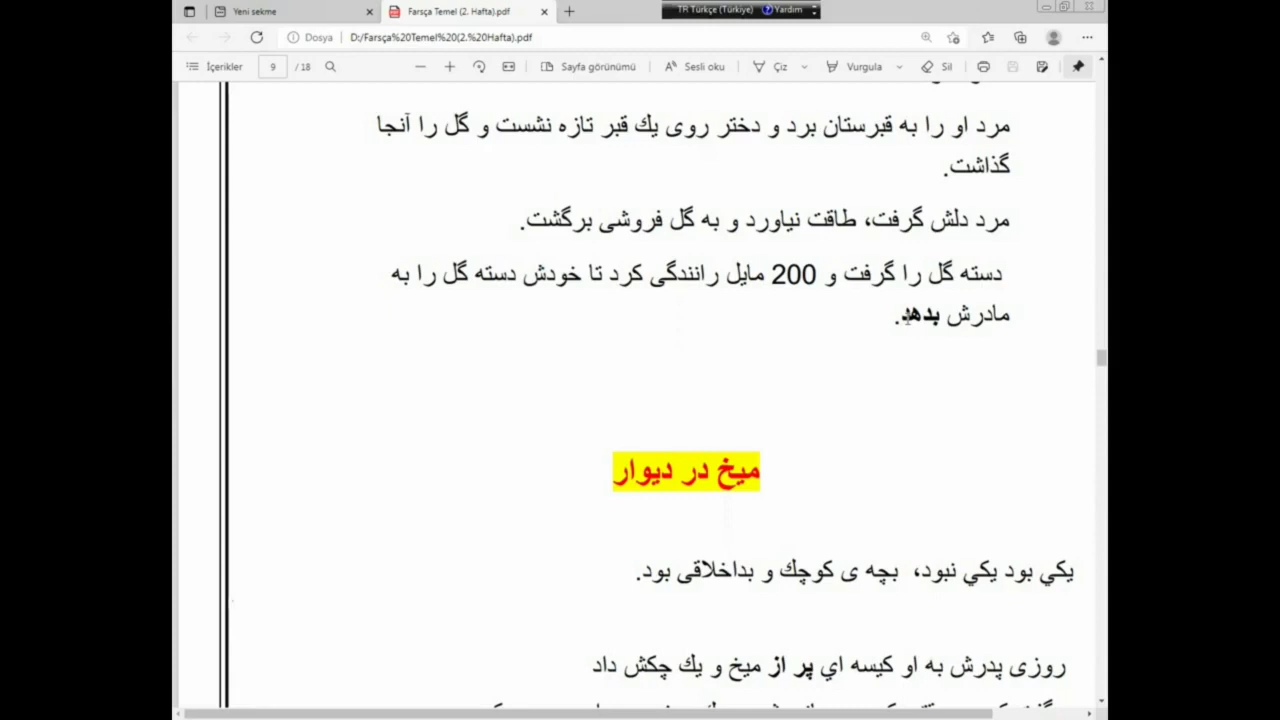 Yeni sekme
Farsça Temel (2. Hafta).pdf
TR Türkçe (Türkiye)
Yardım
Dosya
D:/Farsça%20Temel%20(2.%20Hafta).pdf
İçerikler
9
/ 18
Sayfa görünümü
Sesli oku
Çiz
Vurgula
Sil
مرد او را به قبرستان برد و دختر روی يك قبر تازه نشست و گل را آنجا
گذاشت.
مرد دلش گرفت، طاقت نیاورد و به گل فروشی برگشت.
دسته گل را گرفت و 200 مایل رانندگی کرد تا خودش دسته گل را به
مادرش بدهد.
میخ در دیوار
يكي بود يكي نبود، بچه ی كوچك و بداخلاقی بود.
روزی پدرش به او کیسه اي پر از میخ و يك چکش داد